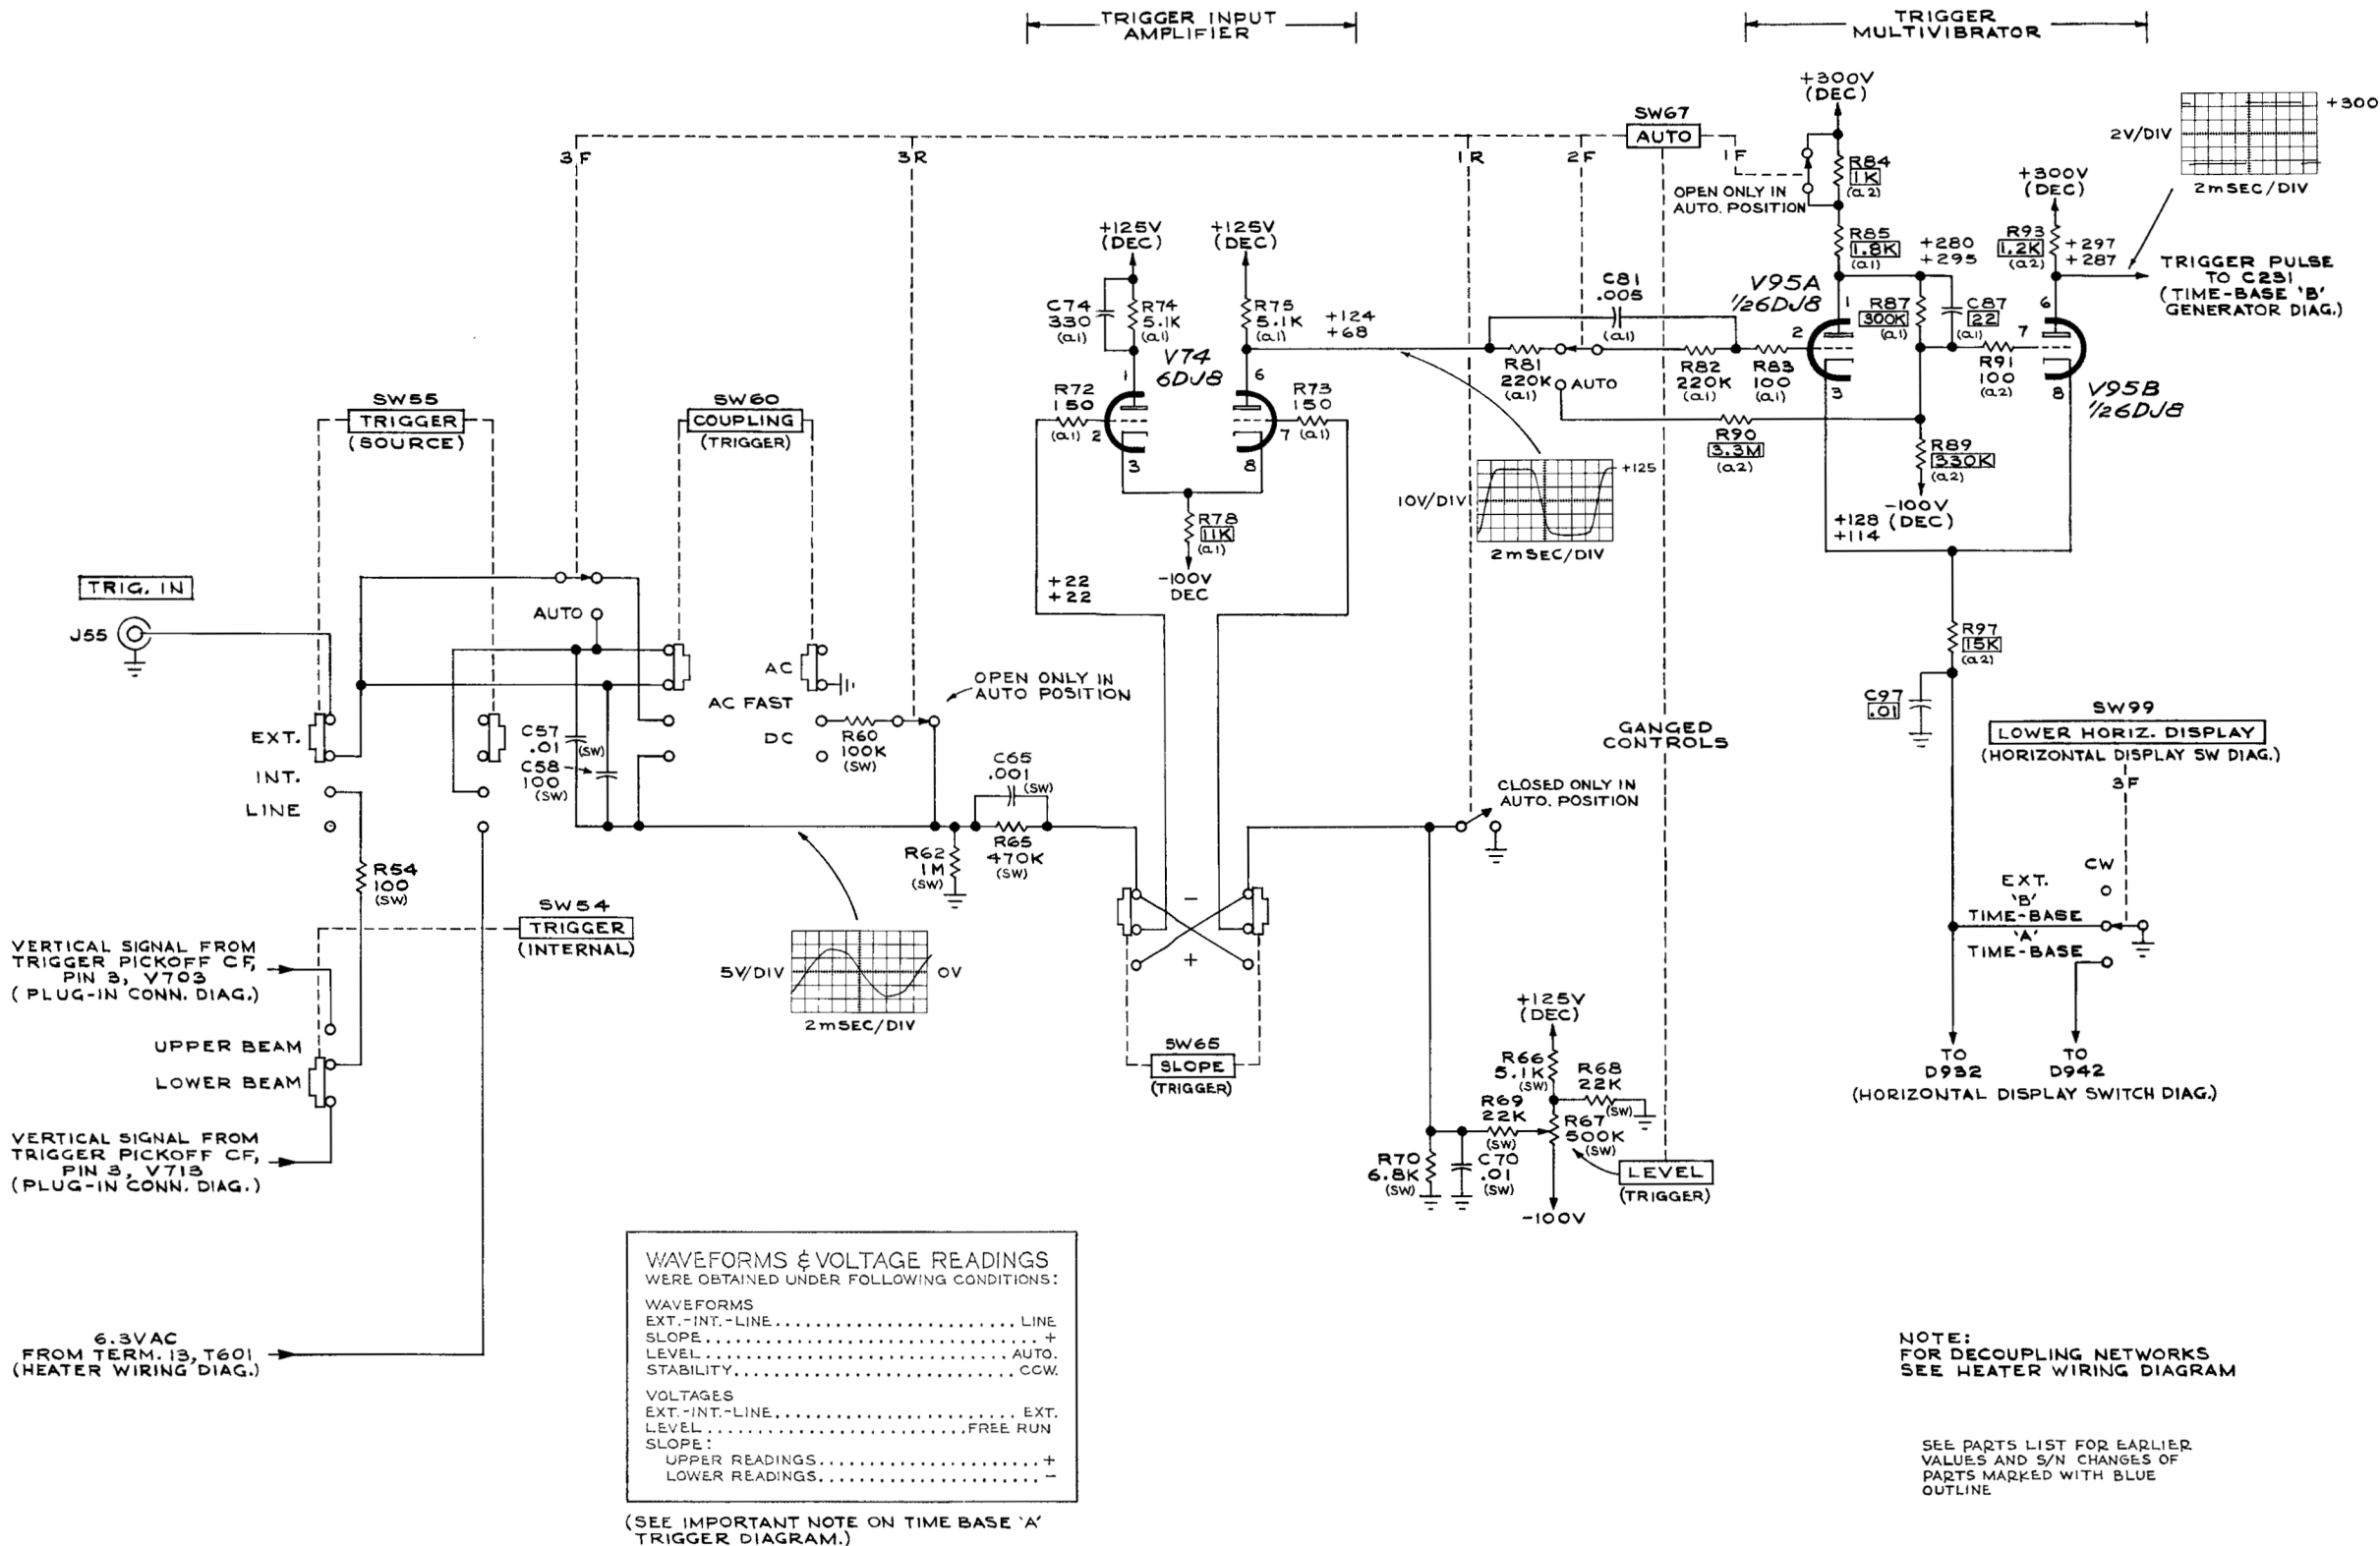 TRIGGER INPUT
AMPLIFIER
TRIGGER
MULTIVIBRATOR
+300V
(DEC)
+300
2V/DIV
2mSEC/DIV
SW67
AUTO
3F
3R
1R
2F
1F
R84
1K
(a2)
OPEN ONLY IN
AUTO. POSITION
+300V
(DEC)
+125V
(DEC)
+125V
(DEC)
R85
1.8K
(a1)
+280
+295
R93
1.2K
(a2)
+297
+287
TRIGGER PULSE
TO C231
(TIME-BASE 'B'
GENERATOR DIAG.)
C74
330
(a1)
R74
5.1K
(a1)
R75
5.1K
(a1)
+124
+68
C81
.005
(a1)
V95A
1/2 6DJ8
1
2
3
R87
300K
(a1)
C87
22
(a1)
6
7
8
V74
6DJ8
1
6
R81
220K
(a1)
AUTO
R82
220K
(a1)
R83
100
(a1)
R91
100
(a2)
V95B
1/2 6DJ8
SW55
TRIGGER
(SOURCE)
SW60
COUPLING
(TRIGGER)
R72
150
(a1)
2
3
R73
150
(a1)
7
8
R90
3.3M
(a2)
R89
330K
(a2)
-100V
(DEC)
10V/DIV
+125
2mSEC/DIV
R78
11K
(a1)
-100V
DEC
+128
+114
+22
+22
TRIG. IN
J55
AUTO
AC
AC FAST
DC
OPEN ONLY IN
AUTO POSITION
R97
15K
(a2)
C97
.01
SW99
LOWER HORIZ. DISPLAY
(HORIZONTAL DISPLAY SW DIAG.)
3F
EXT.
INT.
LINE
C57
.01
(SW)
C58
100
(SW)
R60
100K
(SW)
GANGED
CONTROLS
C65
.001
(SW)
R65
470K
(SW)
R62
1M
(SW)
CLOSED ONLY IN
AUTO. POSITION
R54
100
(SW)
SW54
TRIGGER
(INTERNAL)
CW
EXT.
'B'
TIME-BASE
'A'
TIME-BASE
-
+
VERTICAL SIGNAL FROM
TRIGGER PICKOFF CF,
PIN 3, V703
(PLUG-IN CONN. DIAG.)
5V/DIV
0V
2mSEC/DIV
UPPER BEAM
LOWER BEAM
SW65
SLOPE
(TRIGGER)
+125V
(DEC)
R66
5.1K
(SW)
R68
22K
(SW)
R69
22K
(SW)
R67
500K
(SW)
TO
D932
TO
D942
(HORIZONTAL DISPLAY SWITCH DIAG.)
VERTICAL SIGNAL FROM
TRIGGER PICKOFF CF,
PIN 3, V713
(PLUG-IN CONN. DIAG.)
R70
6.8K
(SW)
C70
.01
(SW)
LEVEL
(TRIGGER)
-100V
WAVEFORMS & VOLTAGE READINGS
WERE OBTAINED UNDER FOLLOWING CONDITIONS:
WAVEFORMS
EXT.-INT.-LINE........................LINE
SLOPE.................................+
LEVEL..............................AUTO.
STABILITY............................CCW.
VOLTAGES
EXT.-INT.-LINE........................EXT.
LEVEL..........................FREE RUN
SLOPE:
UPPER READINGS......................+
LOWER READINGS......................-
(SEE IMPORTANT NOTE ON TIME BASE 'A'
TRIGGER DIAGRAM.)
6.3VAC
FROM TERM. 13, T601
(HEATER WIRING DIAG.)
NOTE:
FOR DECOUPLING NETWORKS
SEE HEATER WIRING DIAGRAM
SEE PARTS LIST FOR EARLIER
VALUES AND S/N CHANGES OF
PARTS MARKED WITH BLUE
OUTLINE